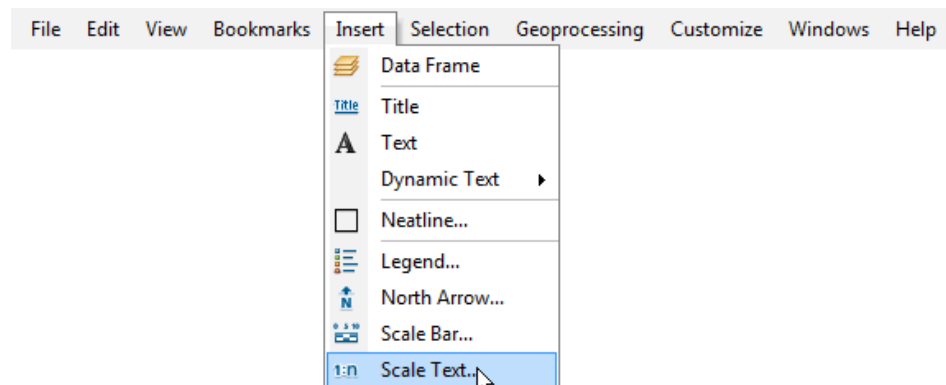 File Edit View Bookmarks Insert Selection Geoprocessing Customize Windows Help
Data Frame
Title Title
A Text
Dynamic Text
Neatline...
Legend...
N North Arrow...
Scale Bar...
1:n Scale Text..